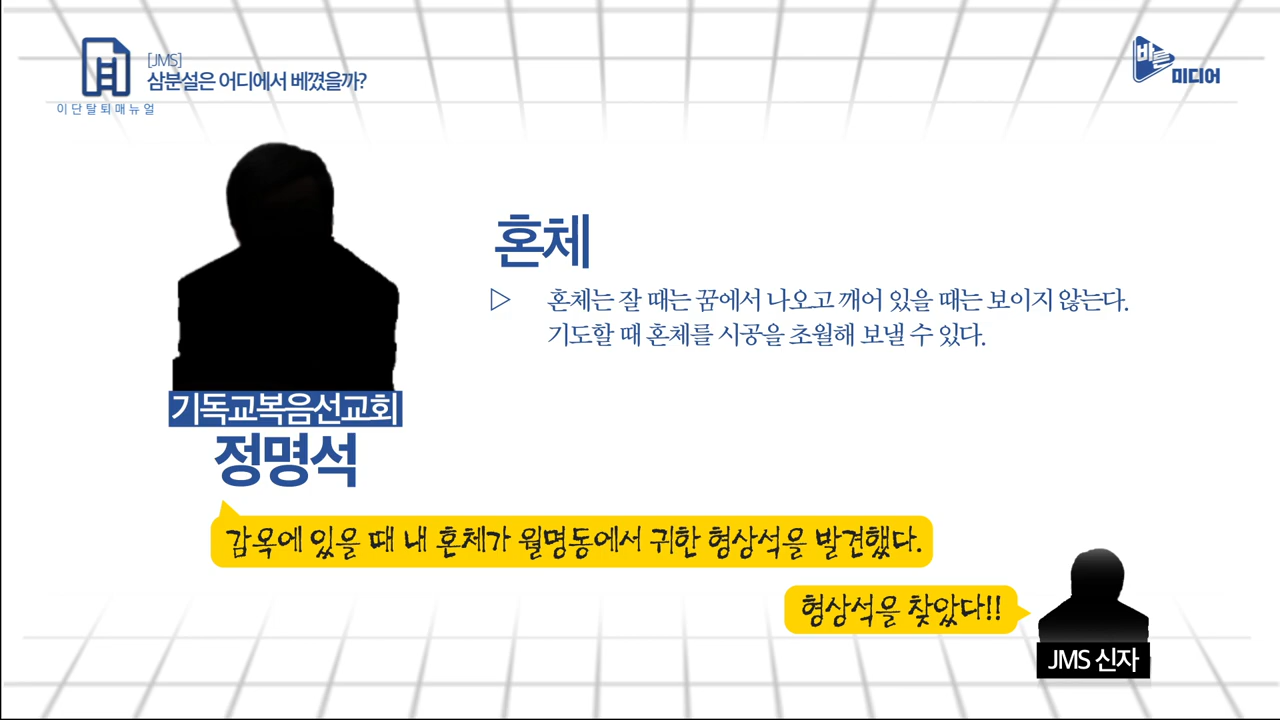 [JMS]
삼분설은 어디에서 베꼈을까?
이단탈퇴매뉴얼
바른
미디어
혼체
▷ 혼체는 잘 때는 꿈에서 나오고 깨어 있을 때는 보이지 않는다.
기도할 때 혼체를 시공을 초월해 보낼 수 있다.
기독교복음선교회
정명석
감옥에 있을 때 내 혼체가 월명동에서 귀한 형상석을 발견했다.
형상석을 찾았다!!
JMS 신자